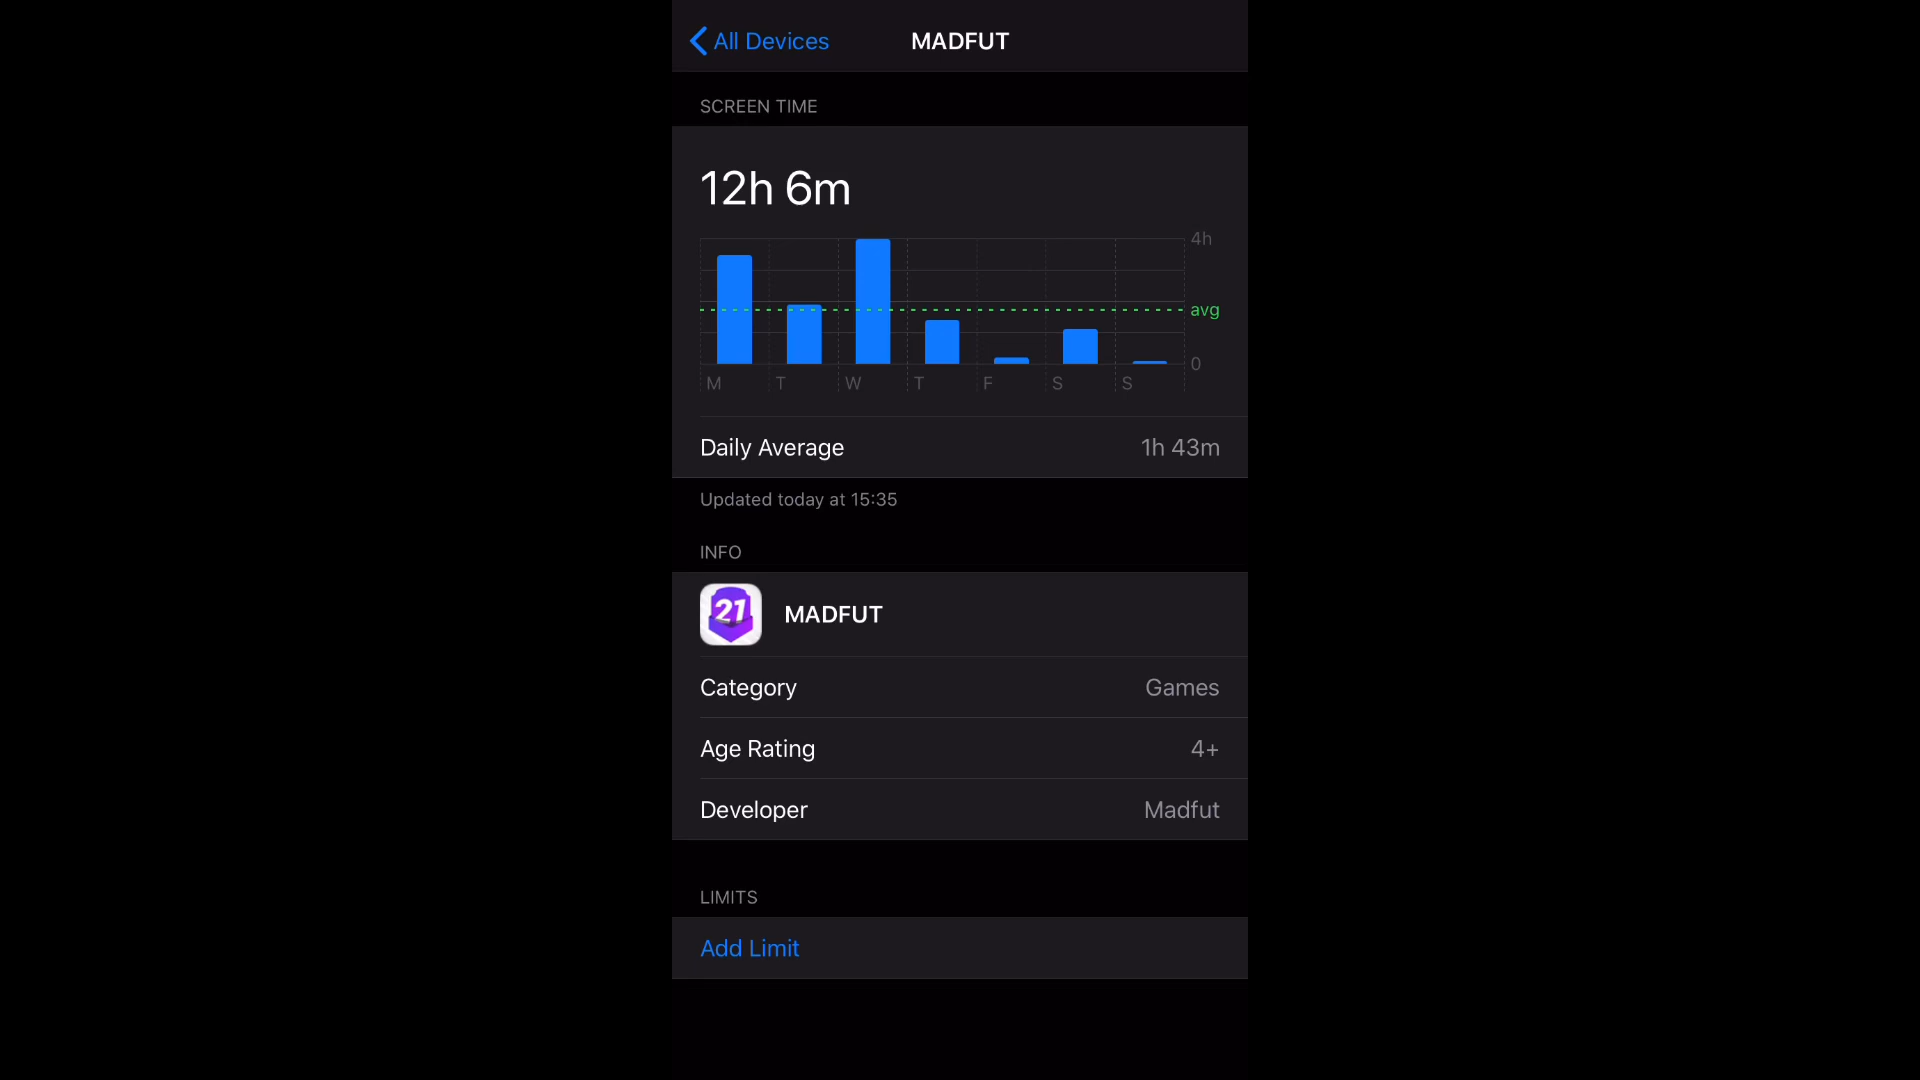 All Devices MADFUT
SCREEN TIME
12h 6m
4h
avg
0
M T W T F S S
Daily Average 1h 43m
Updated today at 15:35
INFO
21 MADFUT
Category Games
Age Rating 4+
Developer Madfut
LIMITS
Add Limit